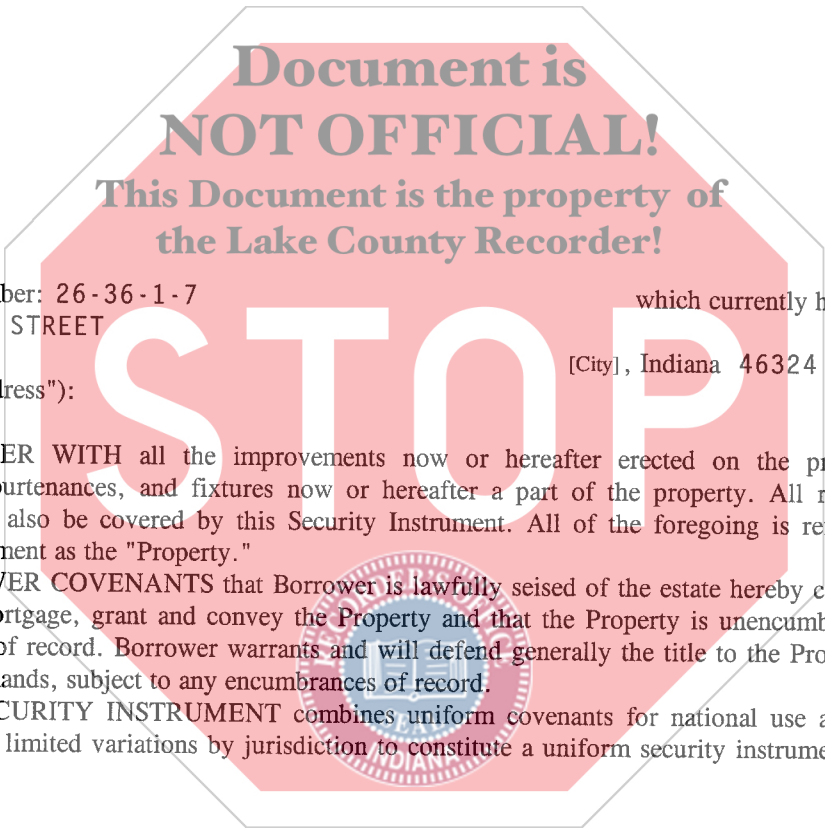 Document is
NOT OFFICIAL!
This Document is the property of
the Lake County Recorder!
ber: 26-36-1-7 which currently h
STREET
[City], Indiana 46324
dress"):
STOP
ER WITH all the improvements now or hereafter erected on the pr
purtenances, and fixtures now or hereafter a part of the property. All r
also be covered by this Security Instrument. All of the foregoing is re
ment as the "Property."
VER COVENANTS that Borrower is lawfully seised of the estate hereby c
ortgage, grant and convey the Property and that the Property is unencumb
of record. Borrower warrants and will defend generally the title to the Pro
ands, subject to any encumbrances of record.
CURITY INSTRUMENT combines uniform covenants for national use a
limited variations by jurisdiction to constitute a uniform security instrume
SEAL
INDIANA